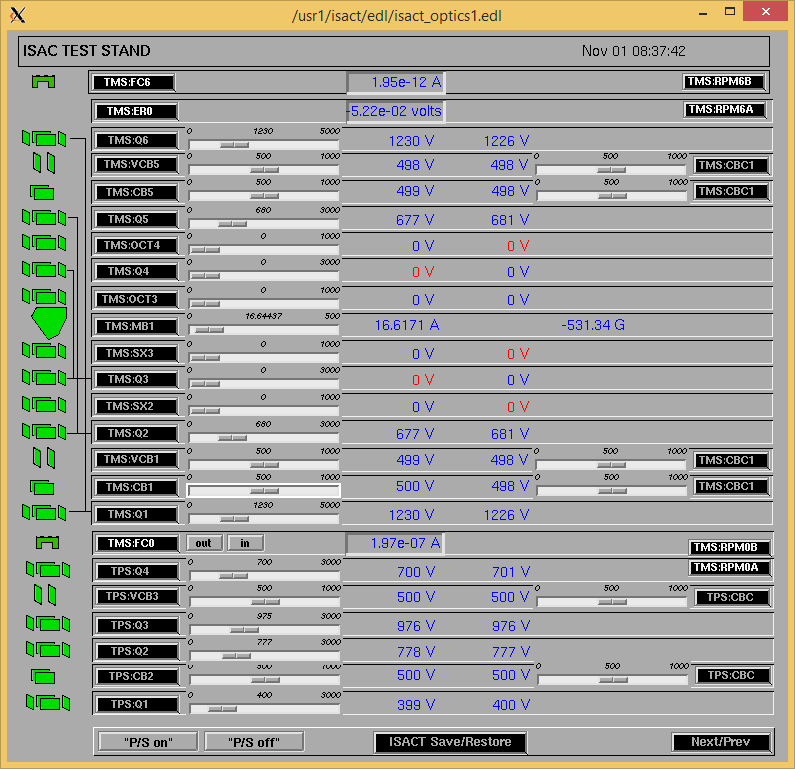 /usr1/isact/edl/isact_optics1.edl
ISAC TEST STAND Nov 01 08:37:42
TMS:FC6 1.95e-12 A TMS:RPM6B
TMS:ER0 -5.22e-02 volts TMS:RPM6A
TMS:Q6 0 1230 5000 1230 V 1226 V
TMS:VCB5 0 500 1000 498 V 498 V 0 500 1000 TMS:CBC1
TMS:CB5 0 500 1000 499 V 498 V 0 500 1000 TMS:CBC1
TMS:Q5 0 680 3000 677 V 681 V
TMS:OCT4 0 0 1000 0 V 0 V
TMS:Q4 0 0 3000 0 V 0 V
TMS:OCT3 0 0 1000 0 V 0 V
TMS:MB1 0 16.64437 500 16.6171 A -531.34 G
TMS:SX3 0 0 1000 0 V 0 V
TMS:Q3 0 0 3000 0 V 0 V
TMS:SX2 0 0 1000 0 V 0 V
TMS:Q2 0 680 3000 677 V 681 V
TMS:VCB1 0 500 1000 499 V 498 V 0 500 1000 TMS:CBC1
TMS:CB1 0 500 1000 500 V 498 V 0 500 1000 TMS:CBC1
TMS:Q1 0 1230 5000 1230 V 1226 V
TMS:FC0 out in 1.97e-07 A TMS:RPM0B
TPS:Q4 0 700 3000 700 V 701 V TMS:RPM0A
TPS:VCB3 0 500 1000 500 V 500 V 0 500 1000 TPS:CBC
TPS:Q3 0 975 3000 976 V 976 V
TPS:Q2 0 777 3000 778 V 777 V
TPS:CB2 0 500 1000 500 V 500 V 0 500 1000 TPS:CBC
TPS:Q1 0 400 3000 399 V 400 V
"P/S on" "P/S off" ISACT Save/Restore Next/Prev